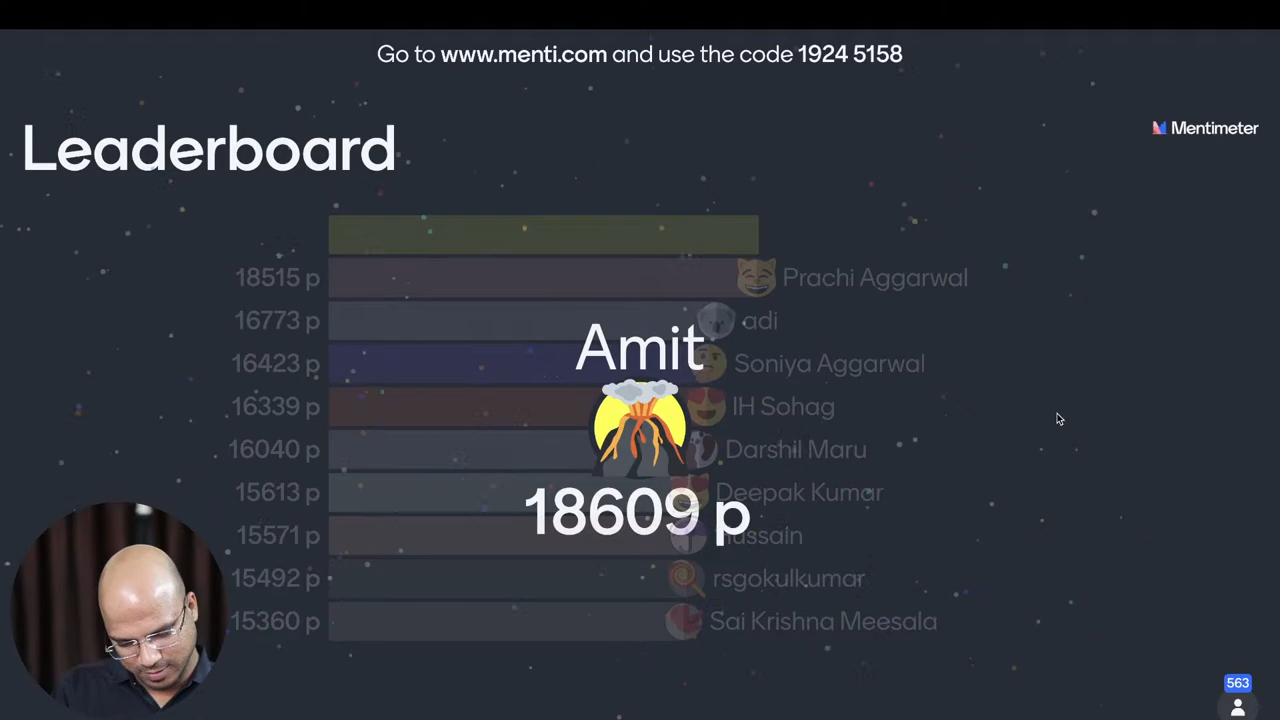 Go to www.menti.com and use the code 1924 5158
Mentimeter
Leaderboard
18515 p Prachi Aggarwal
16773 p adi
Amit
16423 p Soniya Aggarwal
16339 p IH Sohag
16040 p Darshil Maru
15613 p Deepak Kumar
18609 p
15571 p Hussain
15492 p rsgokulkumar
15360 p Sai Krishna Meesala
563